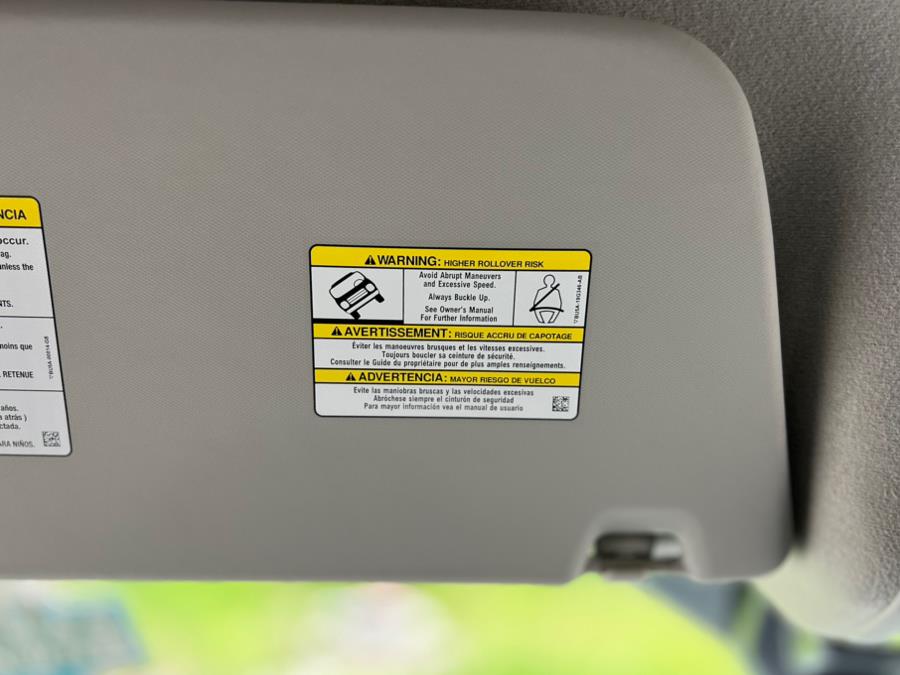 NCIA
occur.
ag.
unless the
NTS.
moins que
RETENUE
años.
a atrás )
ctada.
ARA NIÑOS.
WARNING: HIGHER ROLLOVER RISK
Avoid Abrupt Maneuvers
and Excessive Speed.
Always Buckle Up.
See Owner's Manual
For Further Information
AVERTISSEMENT: RISQUE ACCRU DE CAPOTAGE
Éviter les manoeuvres brusques et les vitesses excessives.
Toujours boucler sa ceinture de sécurité.
Consulter le Guide du propriétaire pour de plus amples renseignements.
ADVERTENCIA: MAYOR RIESGO DE VUELCO
Evite las maniobras bruscas y las velocidades excesivas
Abróchese siempre el cinturón de seguridad
Para mayor información vea el manual de usuario